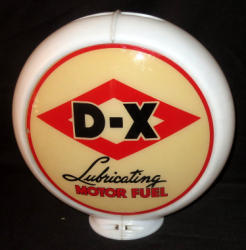 D-X
Lubricating
MOTOR FUEL